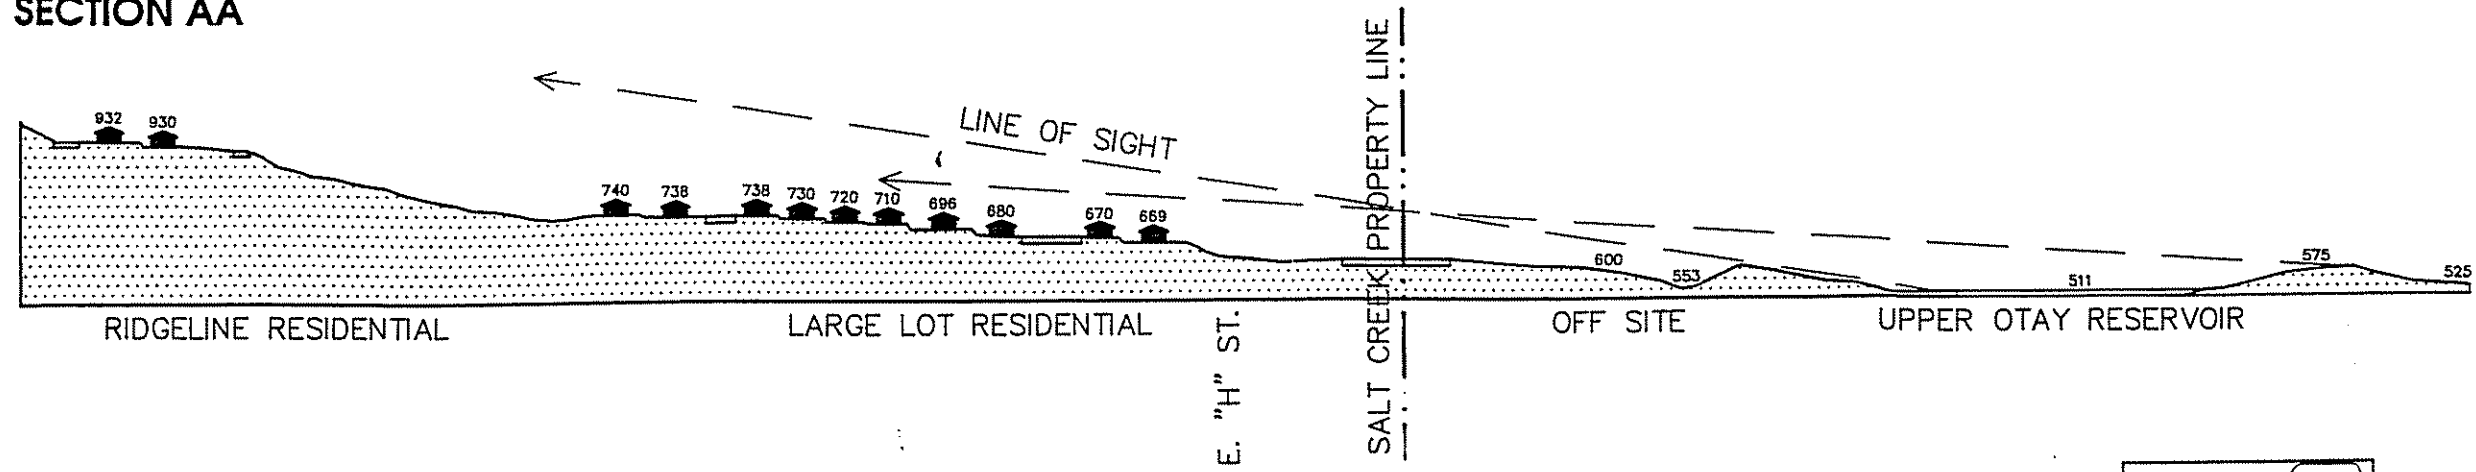 SECTION AA
932 930
740 738 738 730 720 710 696 680 670 669
LINE OF SIGHT
SALT CREEK PROPERTY LINE
600 553 511 575 525
RIDGELINE RESIDENTIAL
LARGE LOT RESIDENTIAL
E. "H" ST.
OFF SITE
UPPER OTAY RESERVOIR